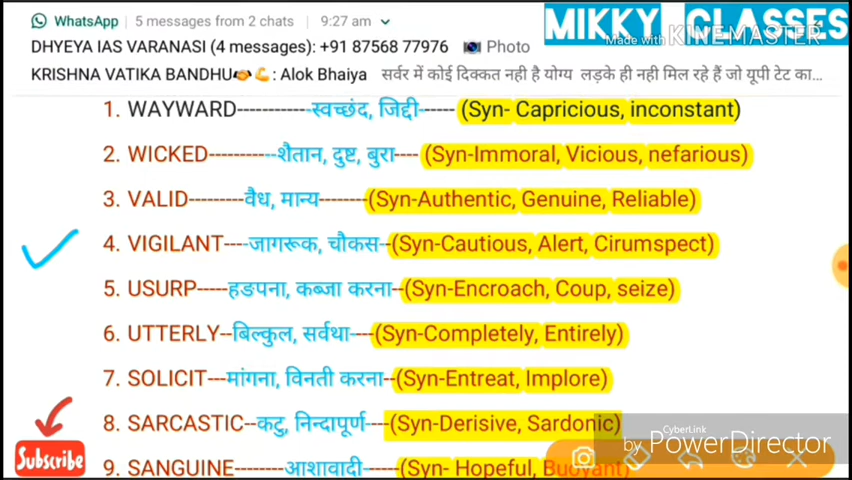 WhatsApp | 5 messages from 2 chats | 9:27 am
MIKKY CLASSES
Made with KINEMASTER
DHYEYA IAS VARANASI (4 messages): +91 87568 77976 📷 Photo
KRISHNA VATIKA BANDHU🤝💪: Alok Bhaiya सर्वर में कोई दिक्कत नही है योग्य लड़के ही नही मिल रहे हैं जो यूपी टेट का...
1. WAYWARD-----------स्वच्छंद, जिद्दी----- (Syn- Capricious, inconstant)
2. WICKED---------शैतान, दुष्ट, बुरा---- (Syn-Immoral, Vicious, nefarious)
3. VALID---------वैध, मान्य--------(Syn-Authentic, Genuine, Reliable)
4. VIGILANT----जागरूक, चौकस--(Syn-Cautious, Alert, Cirumspect)
5. USURP-----हङपना, कब्जा करना--(Syn-Encroach, Coup, seize)
6. UTTERLY--बिल्कुल, सर्वथा----(Syn-Completely, Entirely)
7. SOLICIT---मांगना, विनती करना--(Syn-Entreat, Implore)
8. SARCASTIC--कटु, निन्दापूर्ण----(Syn-Derisive, Sardonic)
CyberLink
by PowerDirector
Subscribe
9. SANGUINE--------आशावादी-----(Syn- Hopeful, Buoyant)